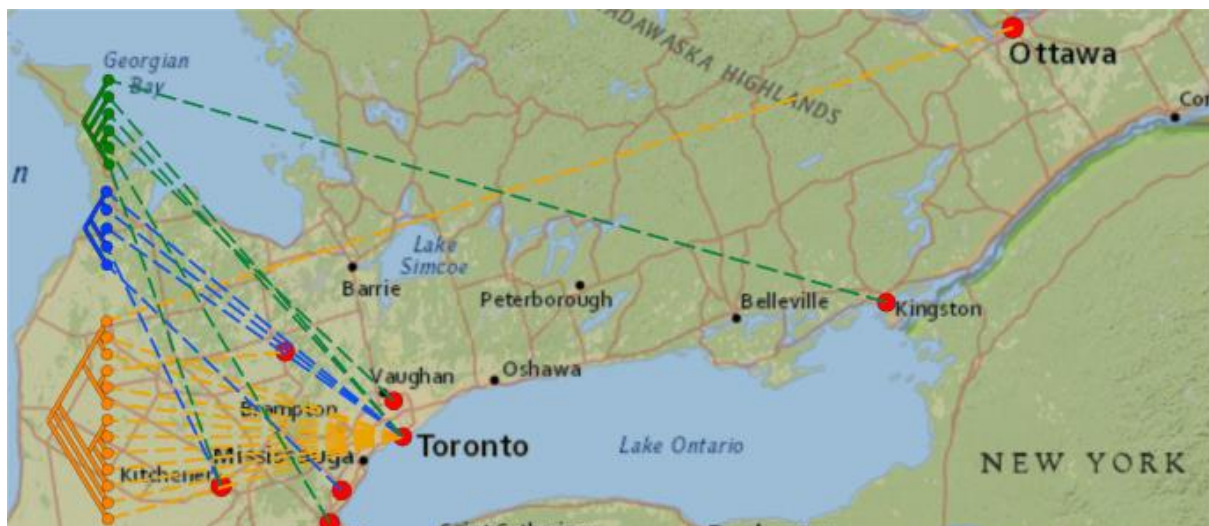 Georgian
Bay
ADAWASKA HIGHLANDS
Ottawa
Cor
n
Lake
Simcoe
Barrie
Peterborough
Belleville
Kingston
Vaughan
Oshawa
Brampton
Toronto
Lake Ontario
Mississauga
Kitchener
NEW YORK